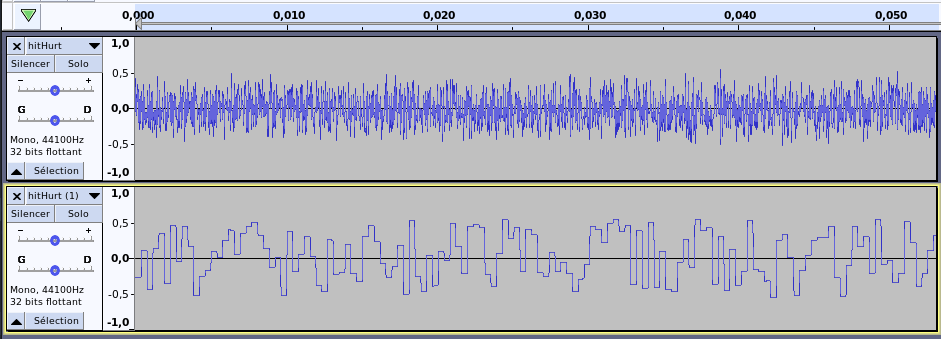 0,000 0,010 0,020 0,030 0,040 0,050
× hitHurt ▼
Silencer Solo
- +
G D
Mono, 44100Hz
32 bits flottant
▲ Sélection
1,0
0,5
0,0
-0,5
-1,0
× hitHurt (1) ▼
Silencer Solo
- +
G D
Mono, 44100Hz
32 bits flottant
▲ Sélection
1,0
0,5
0,0
-0,5
-1,0